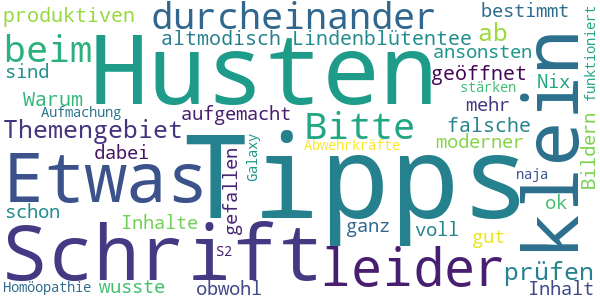 produktiven
durcheinander
bestimmt
funktioniert
beim
altmodisch
Lindenblütentee
ab
klein
Husten
ansonsten
sind
geöffnet
stärken
Nix
Warum
mehr
Aufmachung
aufgemacht
Bitte
falsche
Themengebiet
Tipps
moderner
Bildern
dabei
Galaxy
Abwehrkräfte
Etwas
gefallen
naja
schon
Inhalte
ganz
voll
gut
ok
Schrift
S2
leider
prüfen
Homöopathie
wusste
obwohl
Inhalt